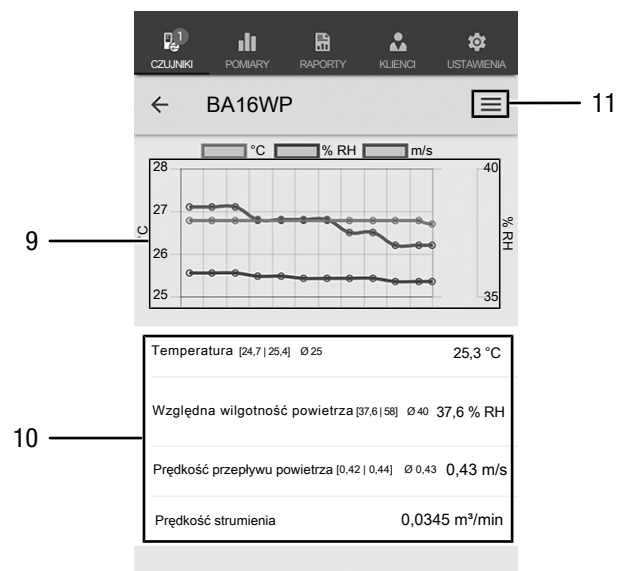 1
CZUJNIKI POMIARY RAPORTY KLIENCI USTAWIENIA
← BA16WP
11
°C % RH m/s
28 40
27
9
°C % RH
26
25 35
Temperatura [24,7 | 25,4] Ø 25 25,3 °C
Względna wilgotność powietrza [37,6 | 58] Ø 40 37,6 % RH
10
Prędkość przepływu powietrza [0,42 | 0,44] Ø 0,43 0,43 m/s
Prędkość strumienia 0,0345 m³/min